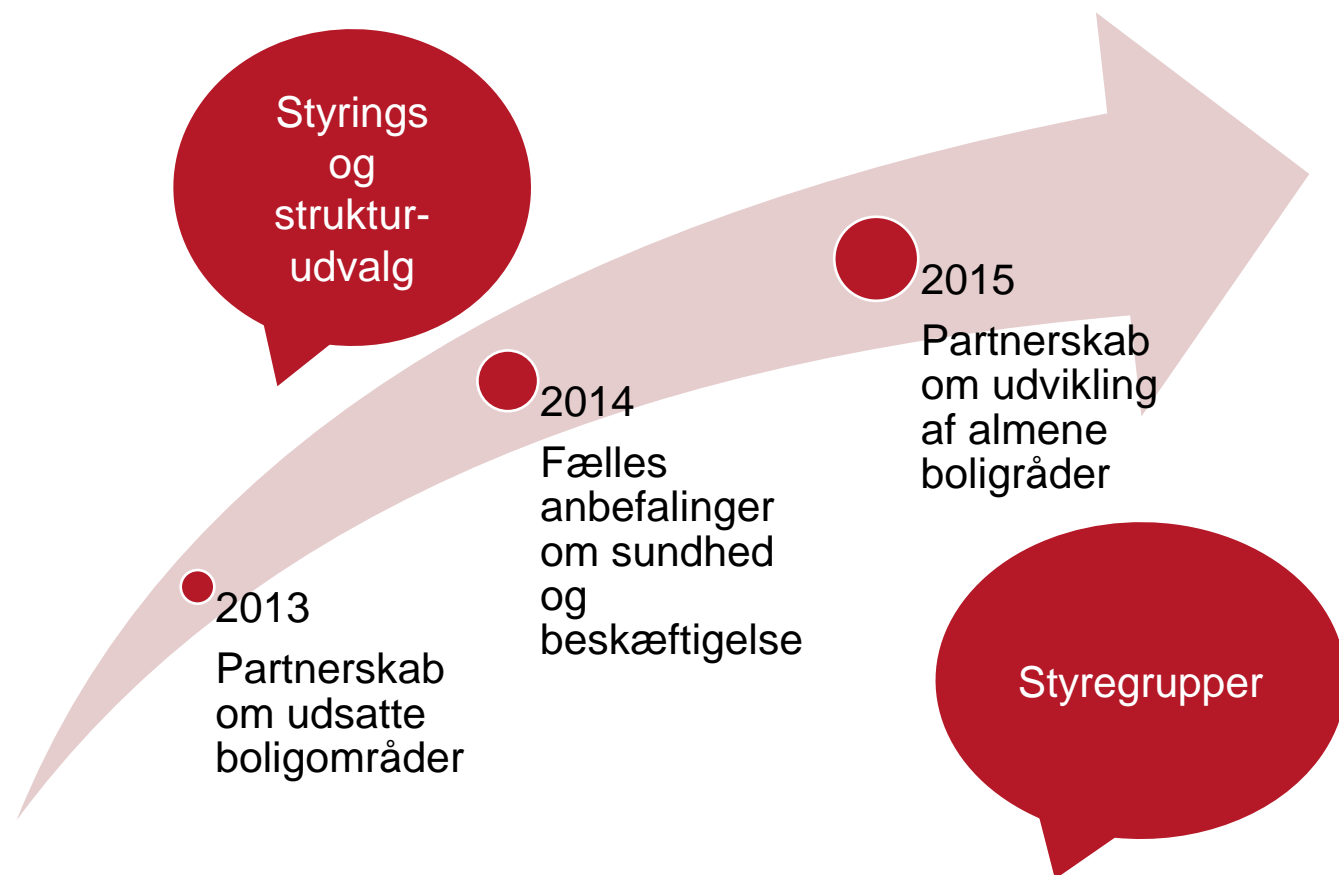 Styrings
og
struktur-
udvalg
2013
Partnerskab
om udsatte
boligområder
2014
Fælles
anbefalinger
om sundhed
og
beskæftigelse
2015
Partnerskab
om udvikling
af almene
boligråder
Styregrupper